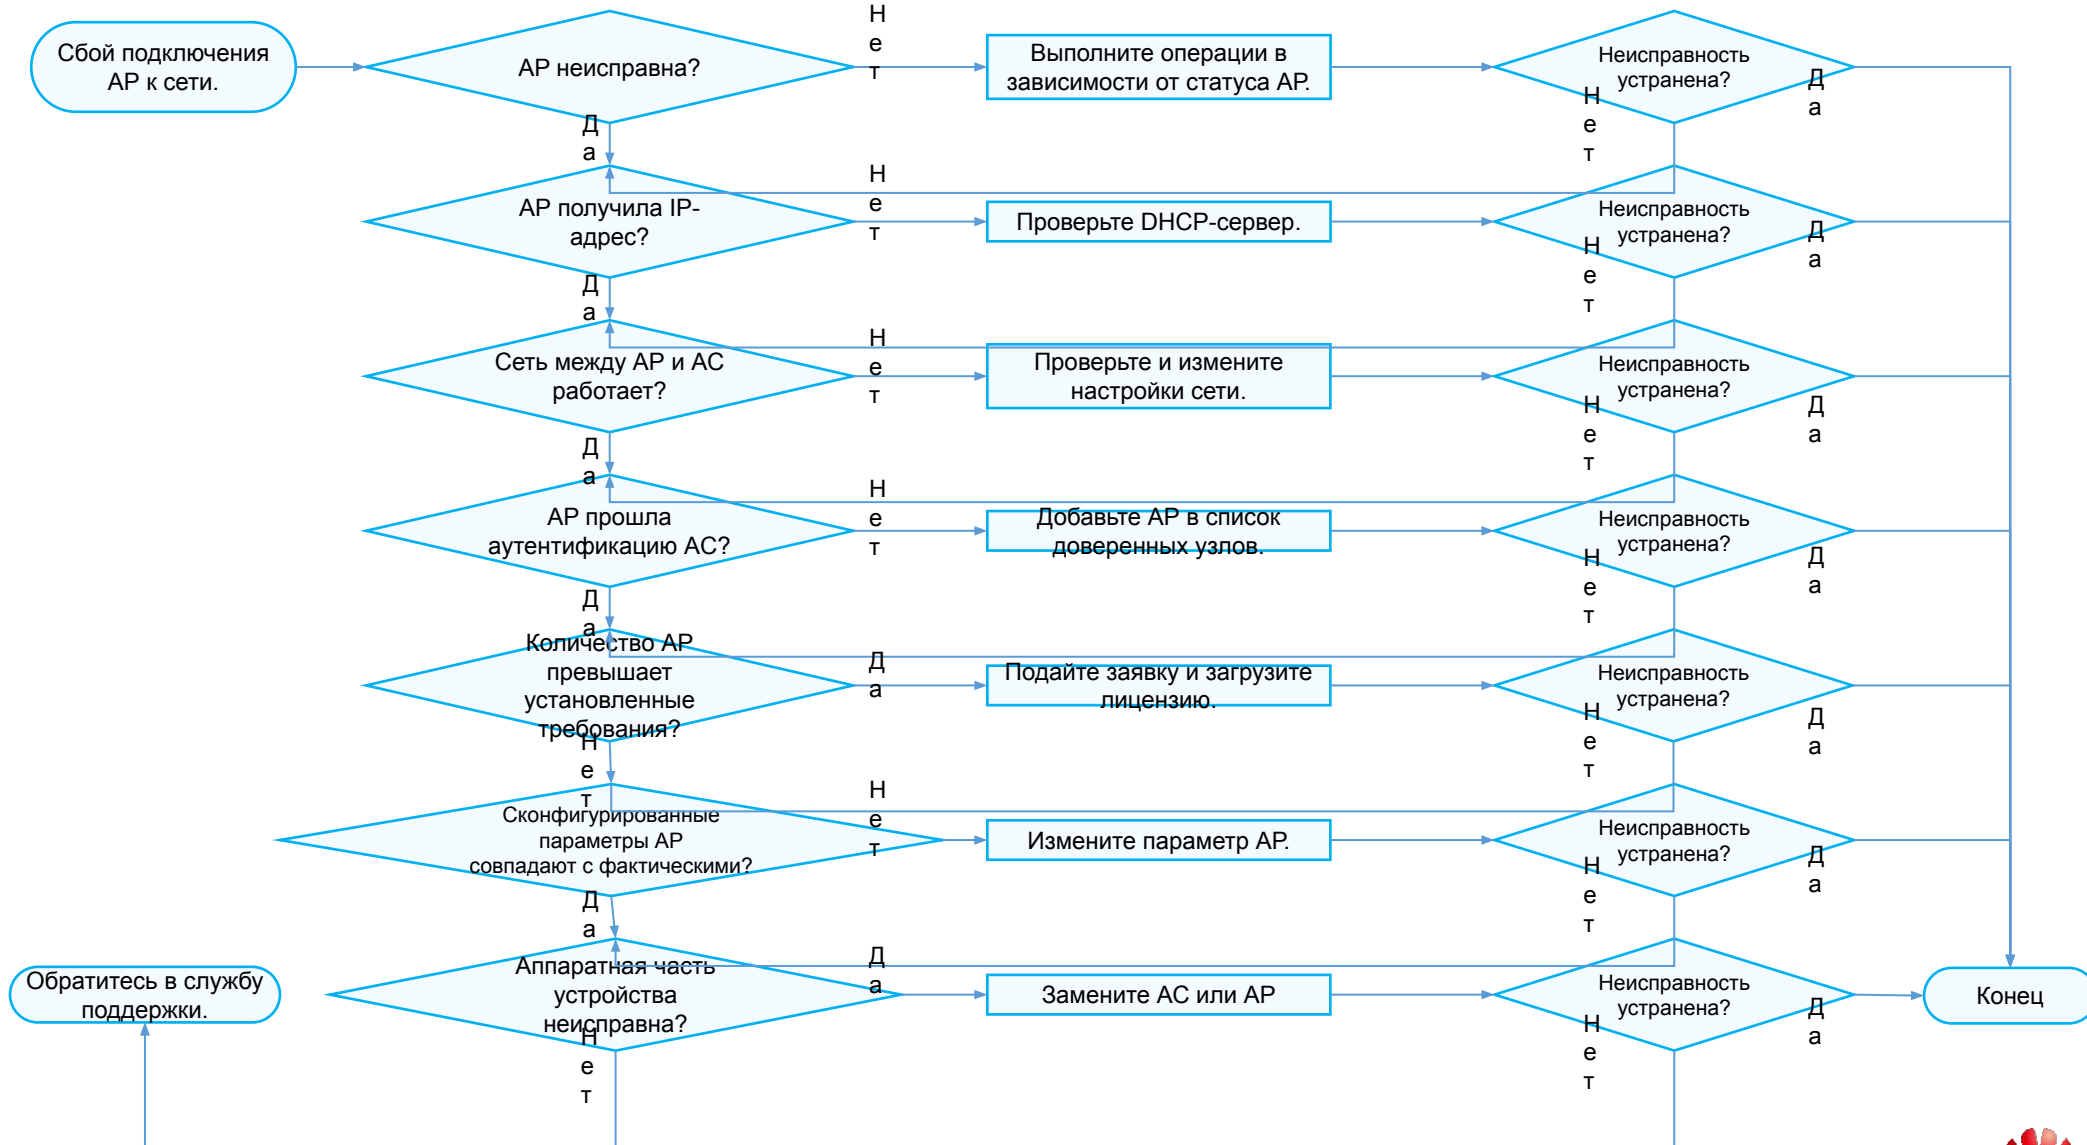 Сбой подключения
AP к сети.
AP неисправна?
Нет
Выполните операции в
зависимости от статуса AP.
Неисправность
устранена?
Да
Нет
Да
AP получила IP-
адрес?
Нет
Проверьте DHCP-сервер.
Неисправность
устранена?
Да
Нет
Да
Сеть между AP и AC
работает?
Нет
Проверьте и измените
настройки сети.
Неисправность
устранена?
Да
Нет
Да
AP прошла
аутентификацию AC?
Нет
Добавьте AP в список
доверенных узлов.
Неисправность
устранена?
Да
Нет
Да
Количество AP
превышает
установленные
требования?
Да
Подайте заявку и загрузите
лицензию.
Неисправность
устранена?
Да
Нет
Нет
Сконфигурированные
параметры AP
совпадают с фактическими?
Нет
Измените параметр AP.
Неисправность
устранена?
Да
Нет
Да
Аппаратная часть
устройства
неисправна?
Да
Замените AC или AP
Неисправность
устранена?
Да
Нет
Нет
Конец
Обратитесь в службу
поддержки.